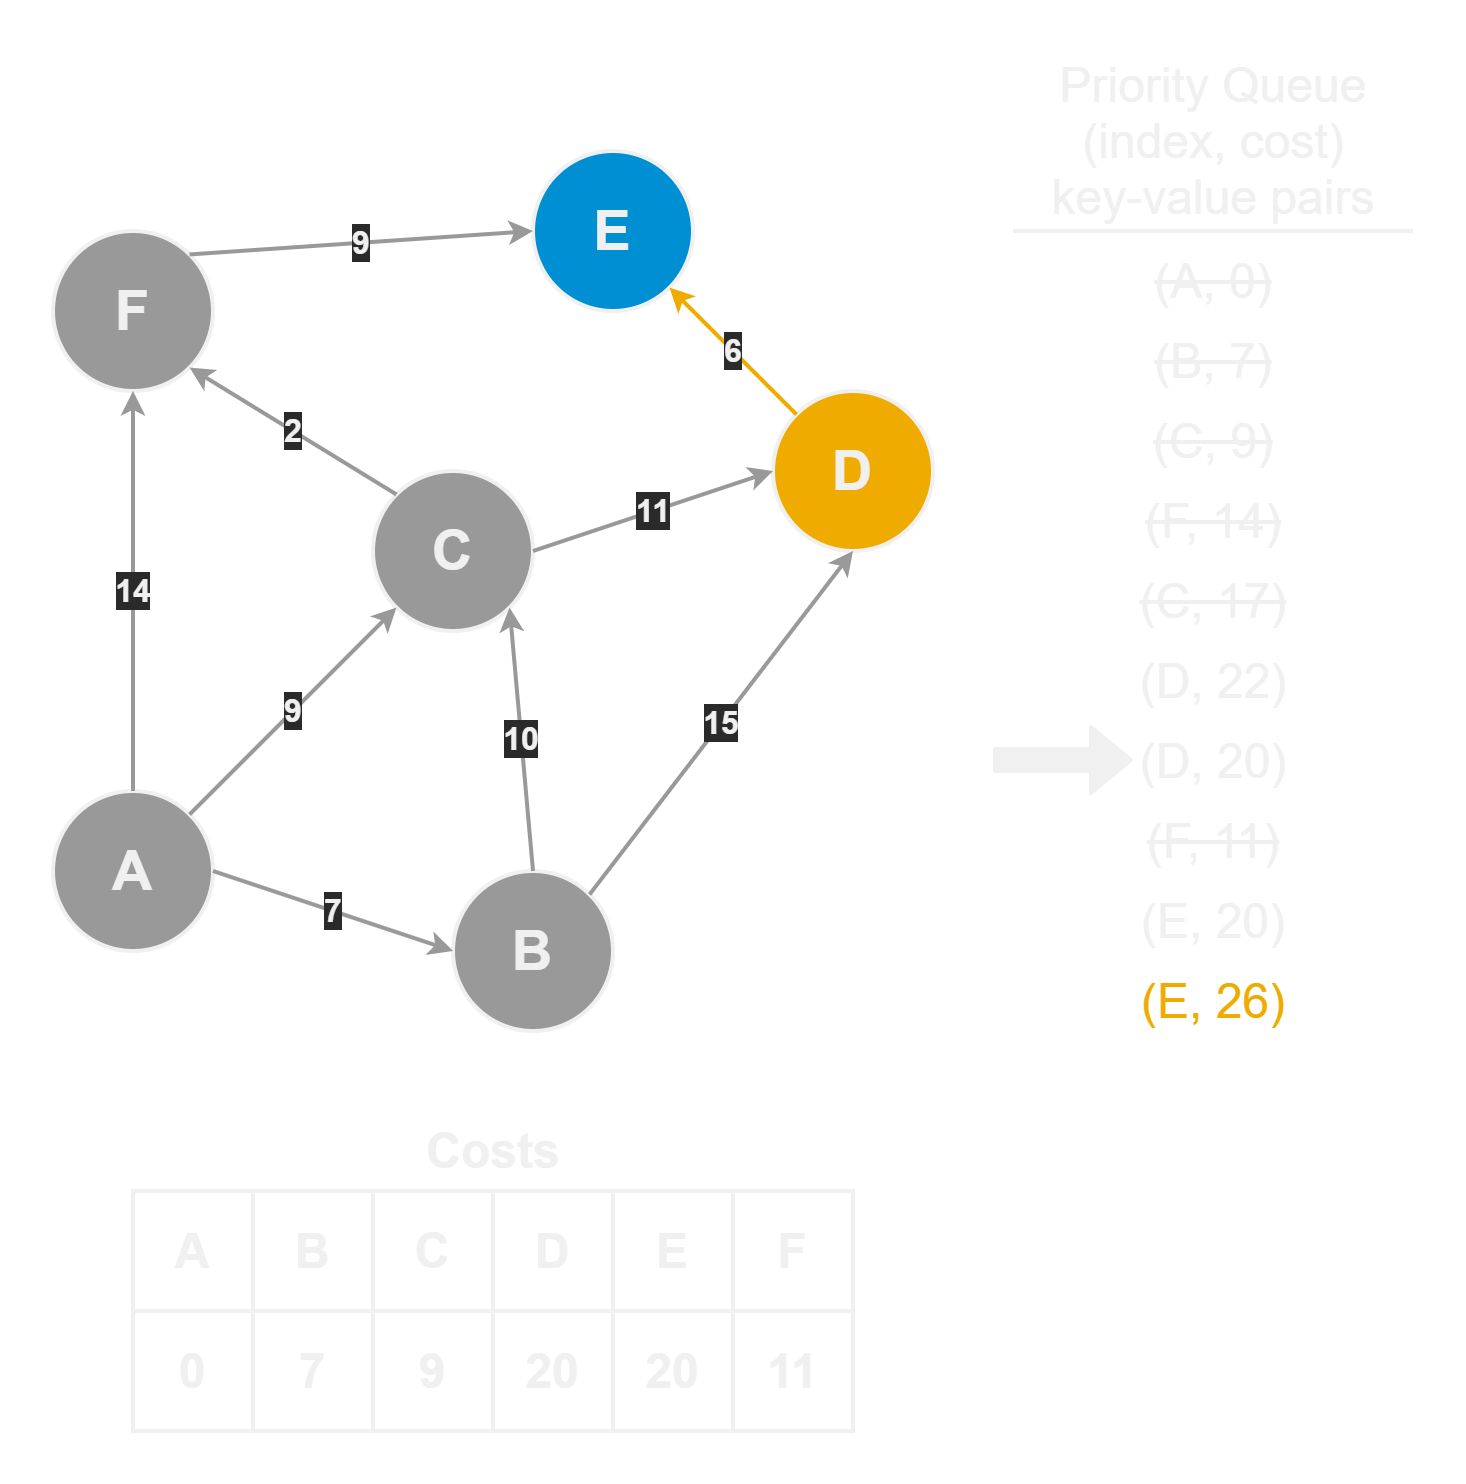 Priority Queue
(index, cost)
key-value pairs
(A, 0)
(B, 7)
(C, 9)
(F, 14)
(C, 17)
(D, 22)
(D, 20)
(F, 11)
(E, 20)
(E, 26)
E
9
F
6
2
D
11
C
14
9
10
15
A
7
B
Costs
A B C D E F
0 7 9 20 20 11